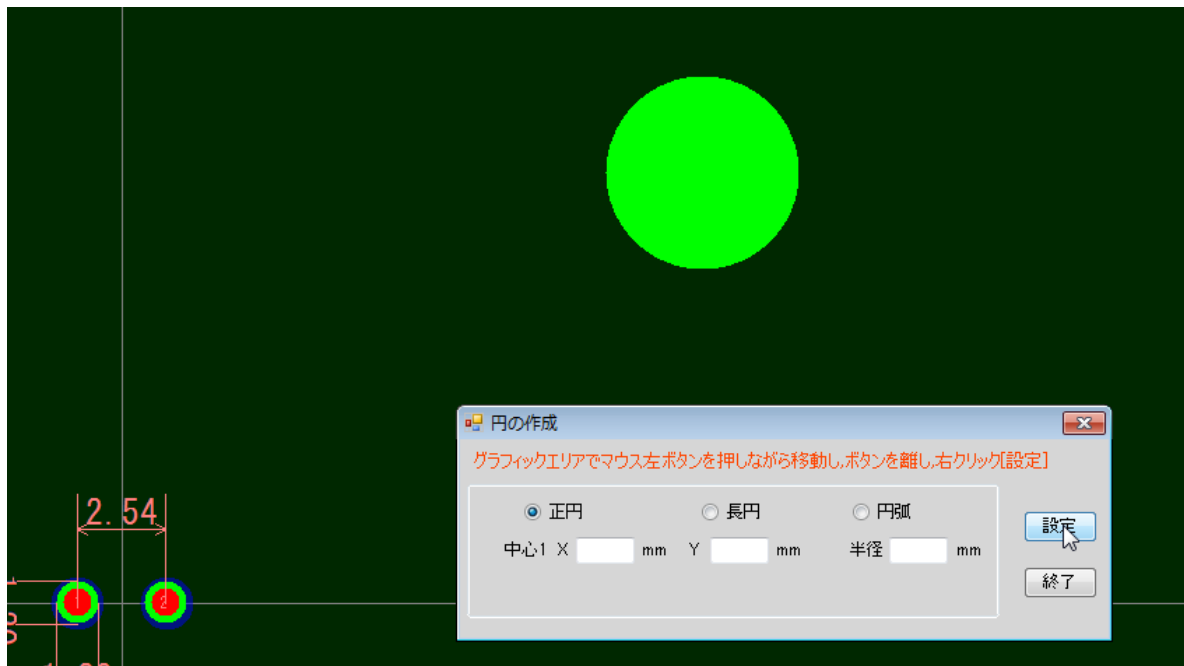 円の作成
グラフィックエリアでマウス左ボタンを押しながら移動し,ボタンを離し,右クリック[設定]
正円 長円 円弧
中心1 X mm Y mm 半径 mm
設定
終了
2.54
1 2